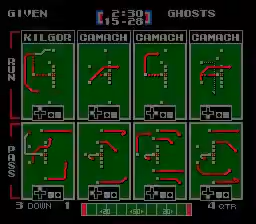 GIVEN 2:30 GHOSTS
15-28
KILGOR CAMACH CAMACH CAMACH
RUN
PASS
3 DOWN 1 4 QTR